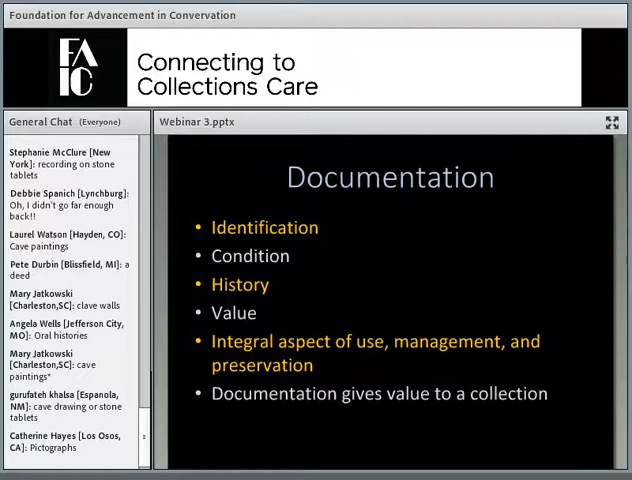 Foundation for Advancement in Convervation
FA
IC
Connecting to
Collections Care
General Chat (Everyone)
Stephanie McClure [New
York]: recording on stone
tablets
Debbie Spanich [Lynchburg]:
Oh, I didn't go far enough
back!!
Laurel Watson [Hayden, CO]:
Cave paintings
Pete Durbin [Blissfield, MI]: a
deed
Mary Jatkowski
[Charleston,SC]: clave walls
Angela Wells [Jefferson City,
MO]: Oral histories
Mary Jatkowski
[Charleston,SC]: cave
paintings*
gurufateh khalsa [Espanola,
NM]: cave drawing or stone
tablets
Catherine Hayes [Los Osos,
CA]: Pictographs
Webinar 3.pptx
Documentation
• Identification
• Condition
• History
• Value
• Integral aspect of use, management, and
preservation
• Documentation gives value to a collection